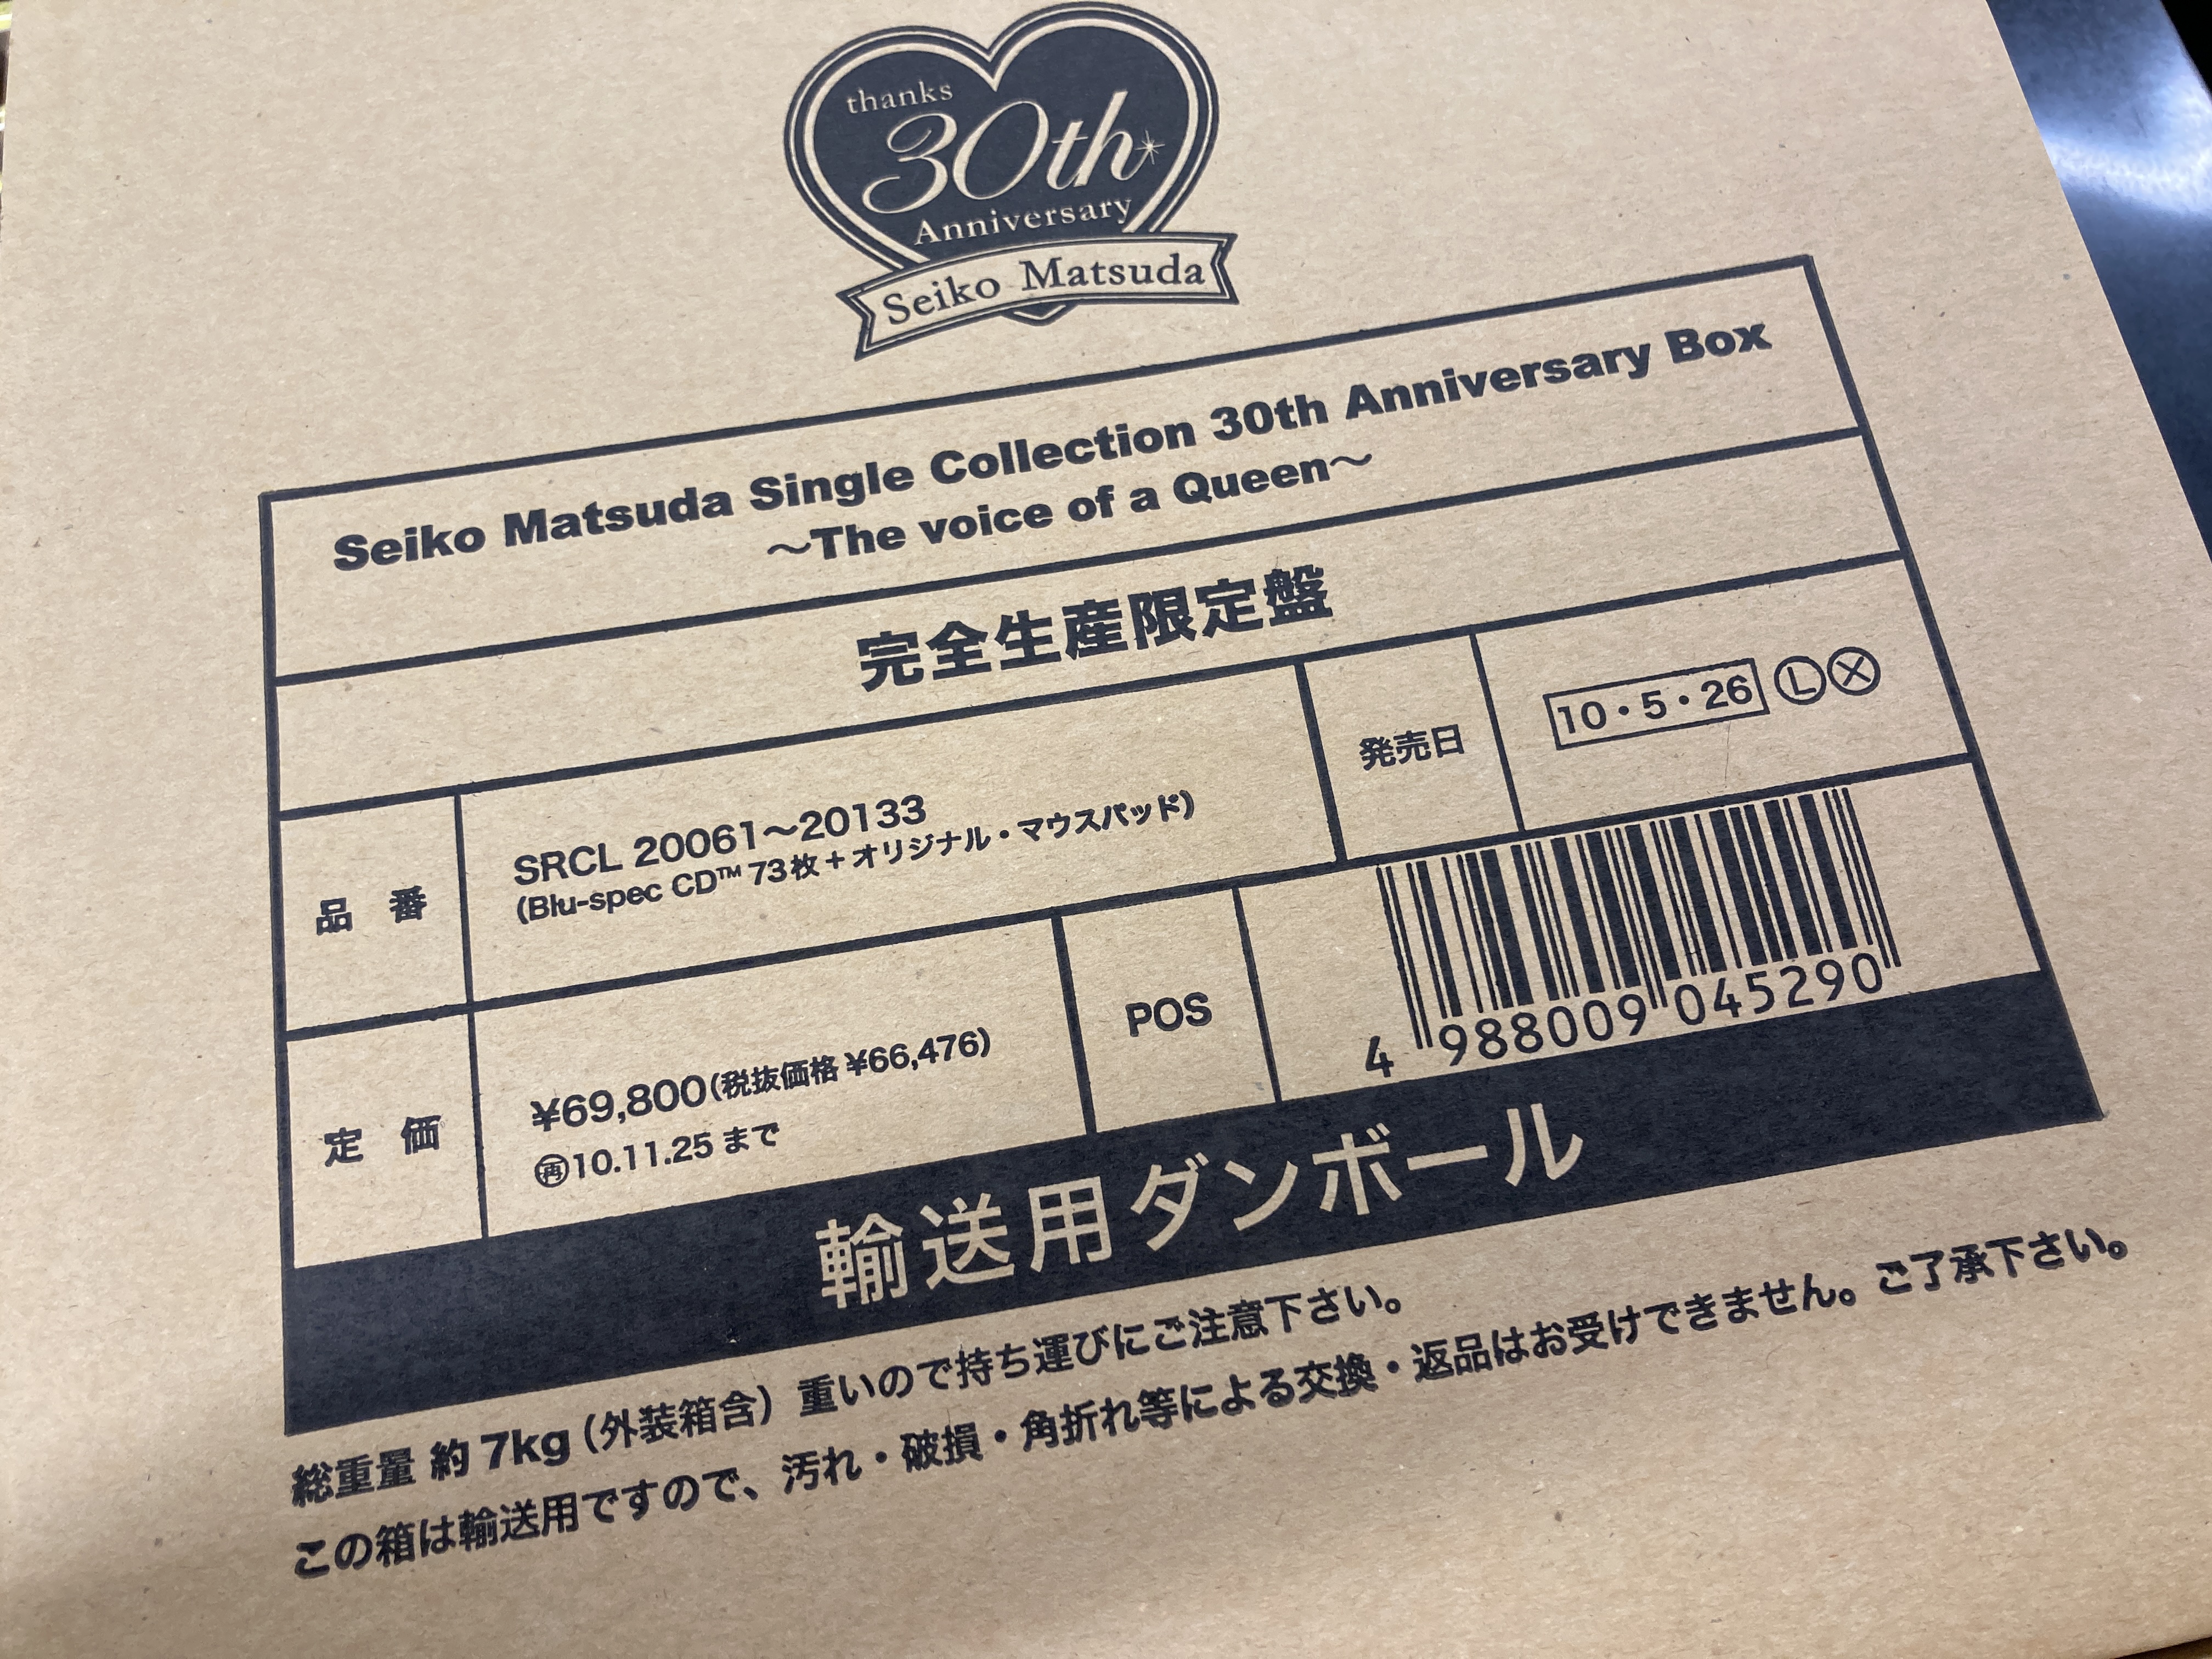 thanks
30th
Anniversary
Seiko Matsuda
Seiko Matsuda Single Collection 30th Anniversary Box
～The voice of a Queen～
完全生産限定盤
品番
SRCL 20061～20133
(Blu-spec CD™ 73枚＋オリジナル・マウスパッド)
発売日
10・5・26 Ⓛ Ⓧ
定価
¥69,800(税抜価格 ¥66,476)
㊢10.11.25 まで
POS
4 988009 045290
輸送用ダンボール
総重量 約7kg（外装箱含）重いので持ち運びにご注意下さい。
この箱は輸送用ですので、汚れ・破損・角折れ等による交換・返品はお受けできません。ご了承下さい。